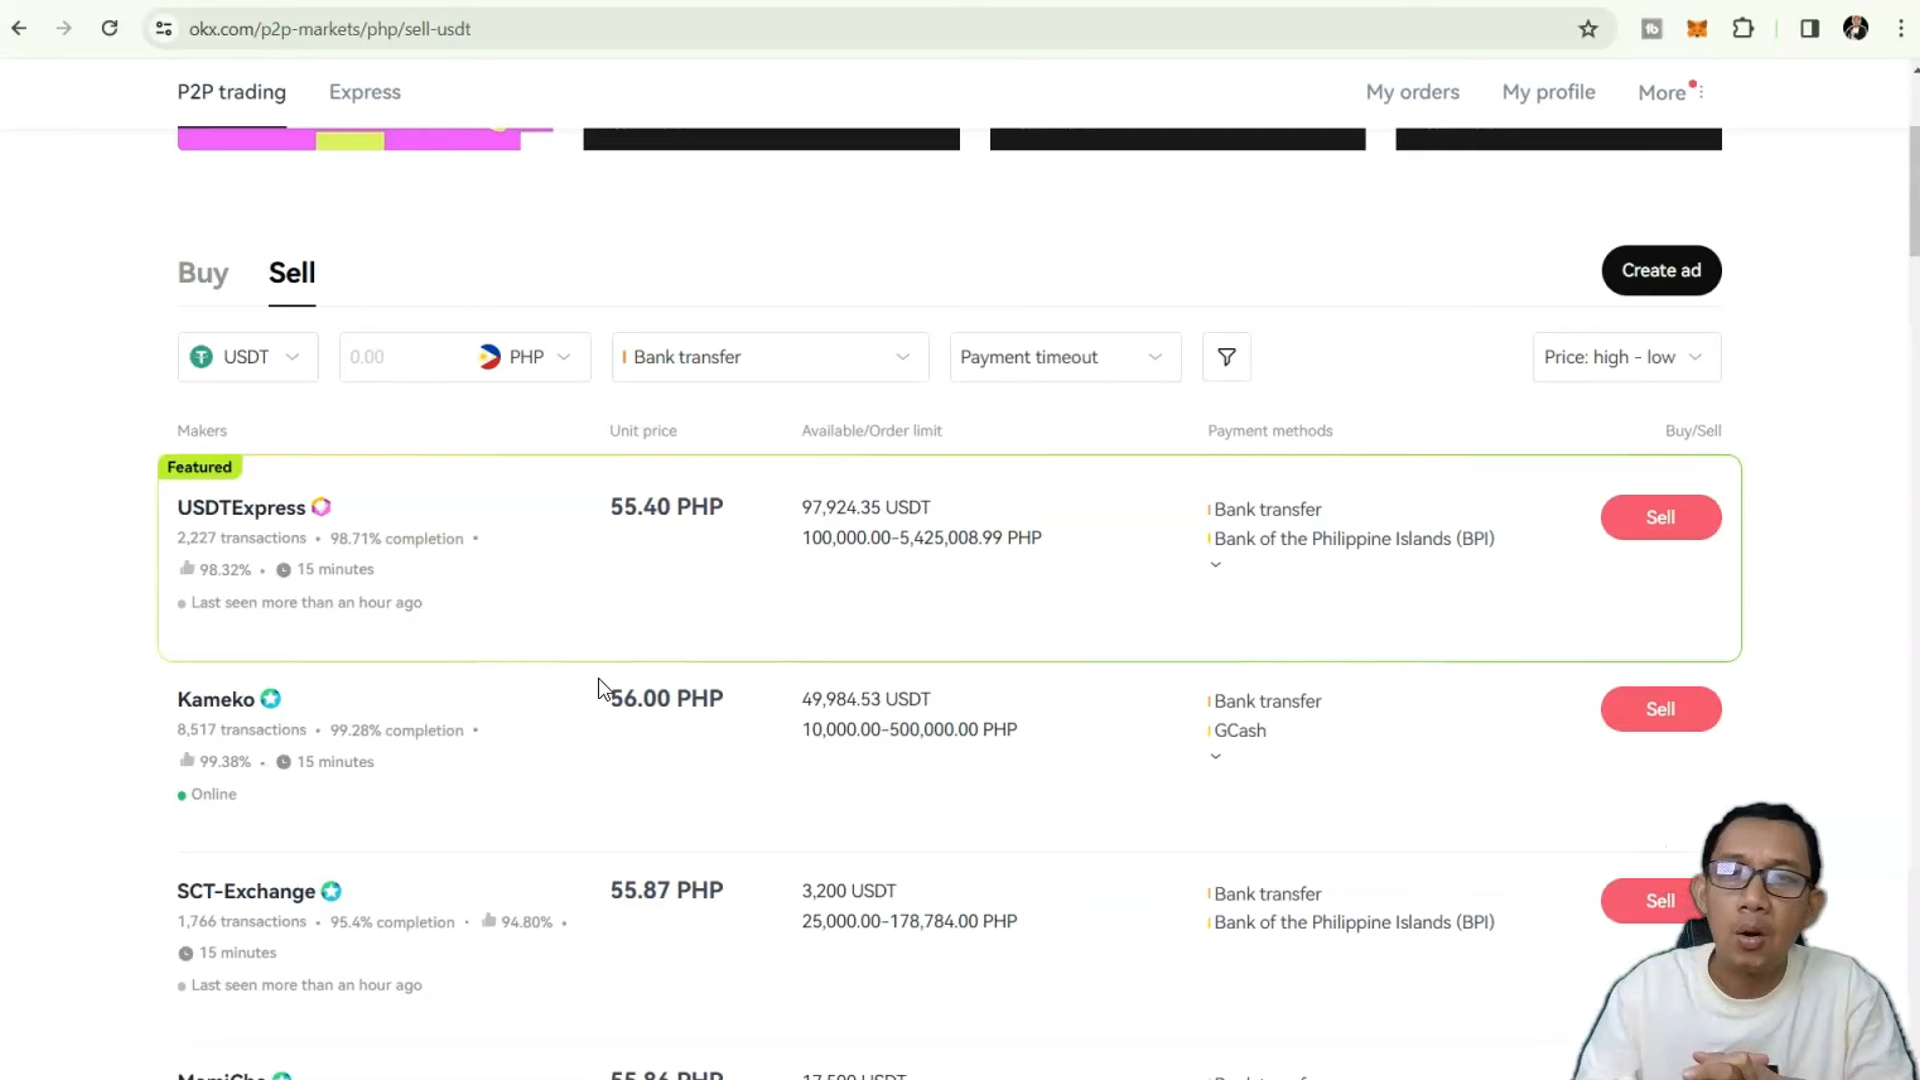 okx.com/p2p-markets/php/sell-usdt
P2P trading Express My orders My profile More
Buy Sell Create ad
USDT 0.00 PHP Bank transfer Payment timeout Price: high - low
Makers Unit price Available/Order limit Payment methods Buy/Sell
Featured
USDTExpress 55.40 PHP 97,924.35 USDT Bank transfer Sell
2,227 transactions • 98.71% completion • 100,000.00-5,425,008.99 PHP Bank of the Philippine Islands (BPI)
98.32% • 15 minutes
Last seen more than an hour ago
Kameko 56.00 PHP 49,984.53 USDT Bank transfer Sell
8,517 transactions • 99.28% completion • 10,000.00-500,000.00 PHP GCash
99.38% • 15 minutes
Online
SCT-Exchange 55.87 PHP 3,200 USDT Bank transfer Sell
1,766 transactions • 95.4% completion • 94.80% • 25,000.00-178,784.00 PHP Bank of the Philippine Islands (BPI)
15 minutes
Last seen more than an hour ago
55.86 PHP